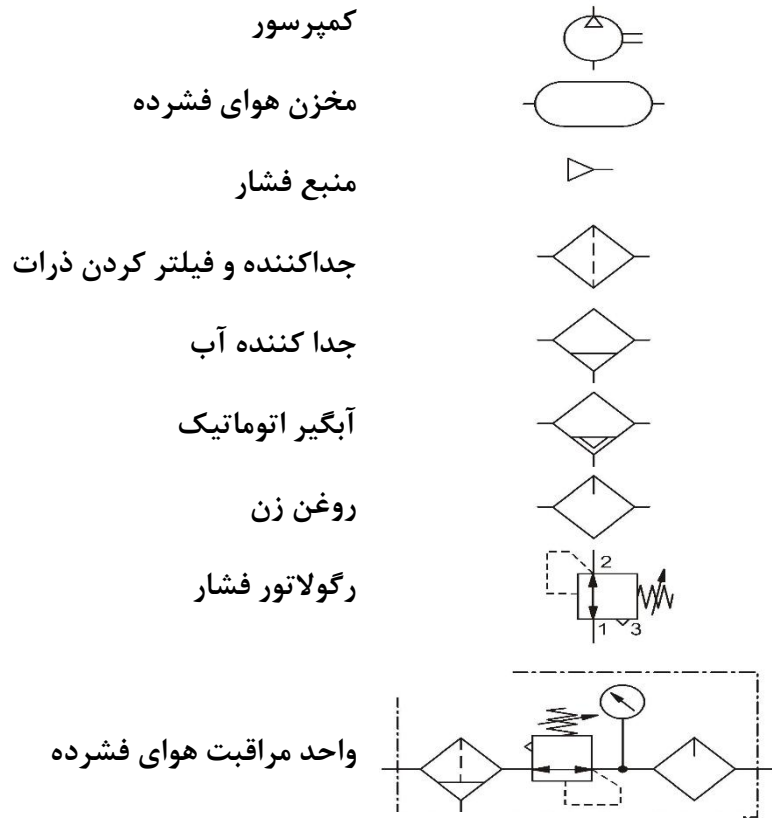 کمپرسور
مخزن هوای فشرده
منبع فشار
جداکننده و فیلتر کردن ذرات
جدا کننده آب
آبگیر اتوماتیک
روغن زن
رگولاتور فشار
2
1 3
واحد مراقبت هوای فشرده